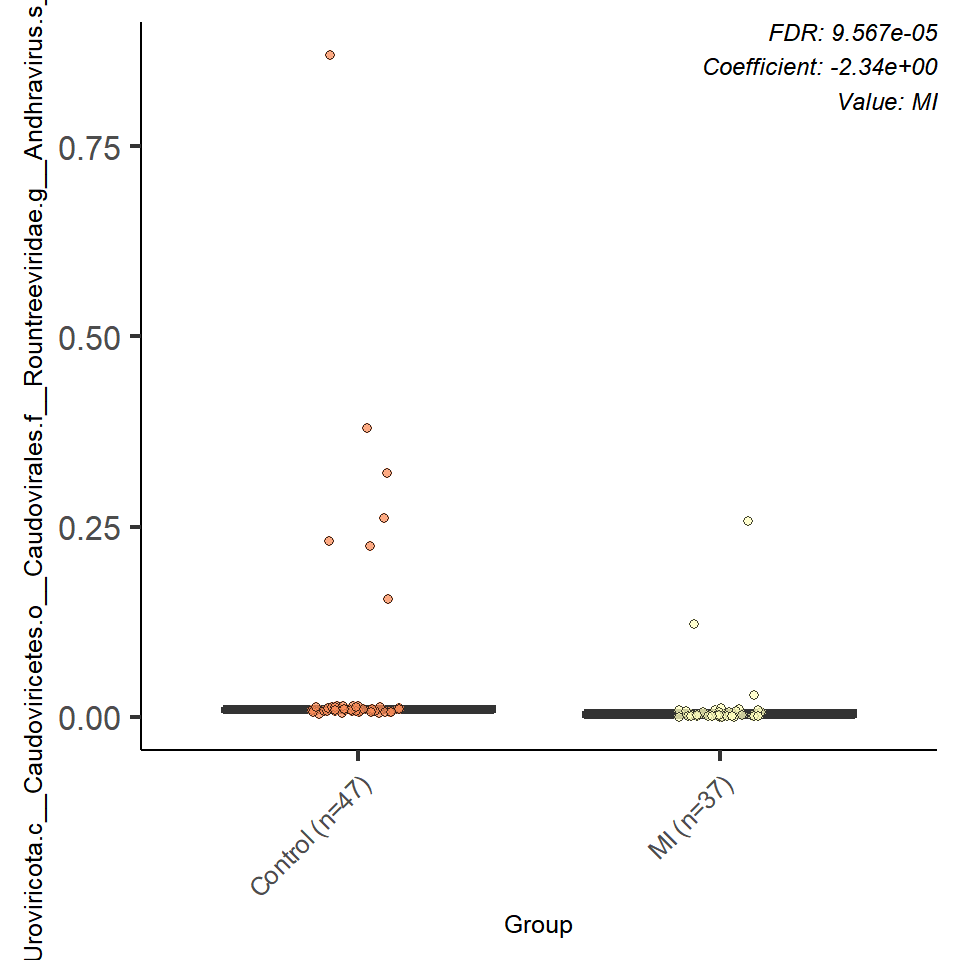 FDR: 9.567e-05
Coefficient: -2.34e+00
Value: MI
Uroviricota.c__Caudoviricetes.o__Caudovirales.f__Rountreeviridae.g__Andhravirus.s_
0.75
0.50
0.25
0.00
Control (n=47)
MI (n=37)
Group